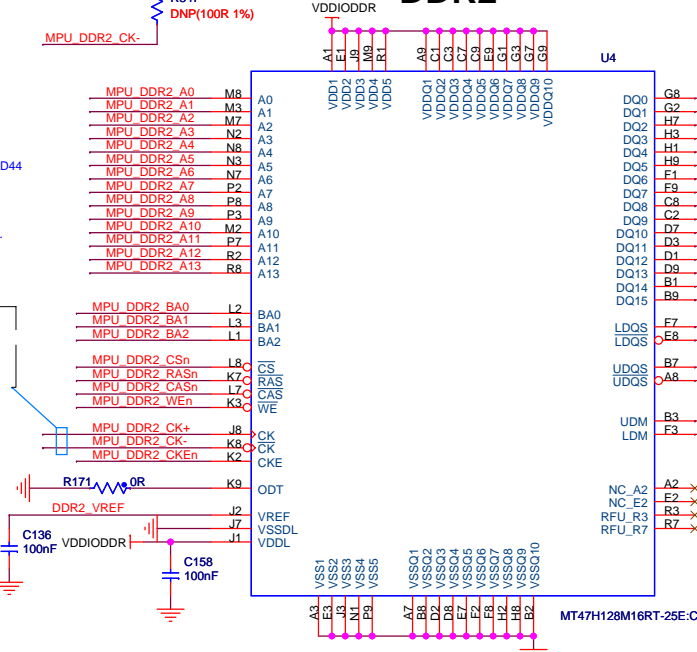 DDR2
VDDIODDR
DNP(100R 1%)
MPU_DDR2_CK-
U4
A1 E1 J9 M9 R1 A9 C1 C3 C7 C9 E9 G1 G3 G7 G9
VDD1 VDD2 VDD3 VDD4 VDD5 VDDQ1 VDDQ2 VDDQ3 VDDQ4 VDDQ5 VDDQ6 VDDQ7 VDDQ8 VDDQ9 VDDQ10
MPU_DDR2_A0 M8 A0 DQ0 G8
MPU_DDR2_A1 M3 A1 DQ1 G2
MPU_DDR2_A2 M7 A2 DQ2 H7
MPU_DDR2_A3 N2 A3 DQ3 H3
MPU_DDR2_A4 N8 A4 DQ4 H1
MPU_DDR2_A5 N3 A5 DQ5 H9
D44
MPU_DDR2_A6 N7 A6 DQ6 F1
MPU_DDR2_A7 P2 A7 DQ7 F9
MPU_DDR2_A8 P8 A8 DQ8 C8
MPU_DDR2_A9 P3 A9 DQ9 C2
MPU_DDR2_A10 M2 A10 DQ10 D7
MPU_DDR2_A11 P7 A11 DQ11 D3
MPU_DDR2_A12 R2 A12 DQ12 D1
MPU_DDR2_A13 R8 A13 DQ13 D9
DQ14 B1
DQ15 B9
MPU_DDR2_BA0 L2 BA0
MPU_DDR2_BA1 L3 BA1 LDQS F7
MPU_DDR2_BA2 L1 BA2 LDQS E8
MPU_DDR2_CSn L8 CS UDQS B7
MPU_DDR2_RASn K7 RAS UDQS A8
MPU_DDR2_CASn L7 CAS
MPU_DDR2_WEn K3 WE
UDM B3
MPU_DDR2_CK+ J8 CK LDM F3
MPU_DDR2_CK- K8 CK
MPU_DDR2_CKEn K2 CKE
R171 0R K9 ODT NC_A2 A2
NC_E2 E2
DDR2_VREF J2 VREF RFU_R3 R3
J7 VSSDL RFU_R7 R7
C136
100nF
VDDIODDR J1 VDDL
C158
100nF
VSS1 VSS2 VSS3 VSS4 VSS5 VSSQ1 VSSQ2 VSSQ3 VSSQ4 VSSQ5 VSSQ6 VSSQ7 VSSQ8 VSSQ9 VSSQ10
A3 E3 J3 N1 P9 A7 B8 D2 D8 E7 F2 F8 H2 H8 B2
MT47H128M16RT-25E:C